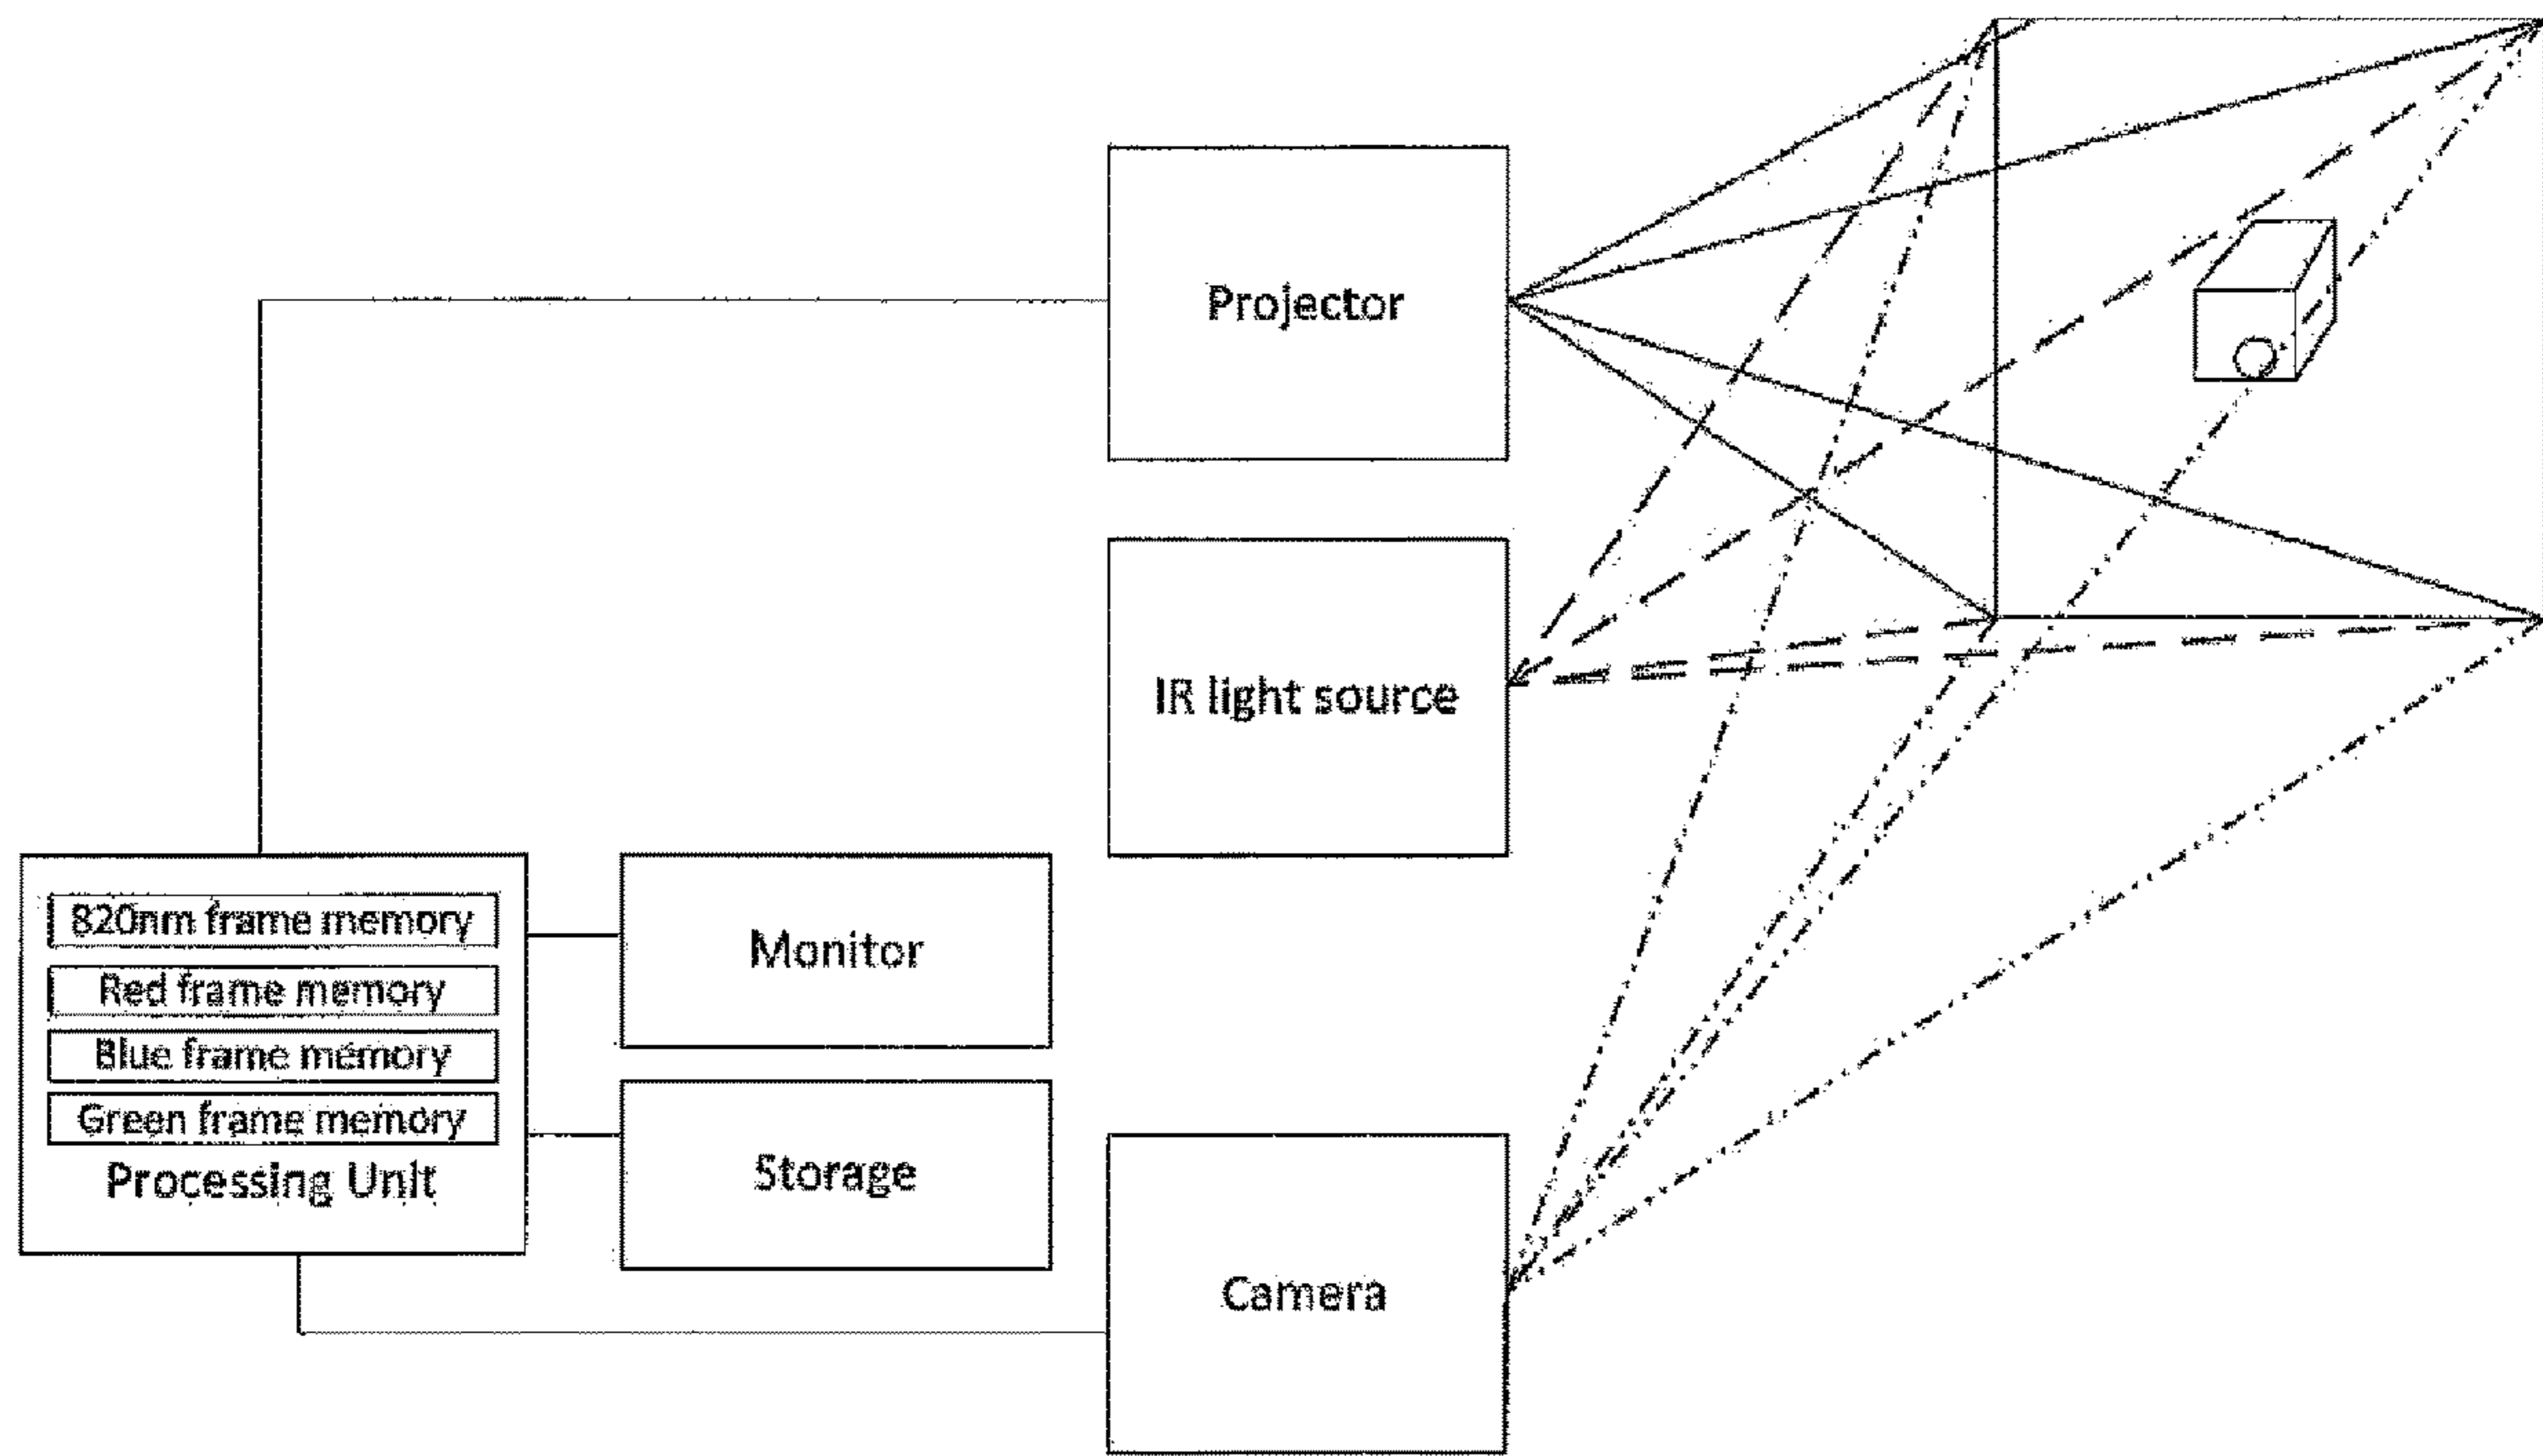 Projector
IR light source
820nm frame memory
Red frame memory
Blue frame memory
Green frame memory
Processing Unit
Monitor
Storage
Camera